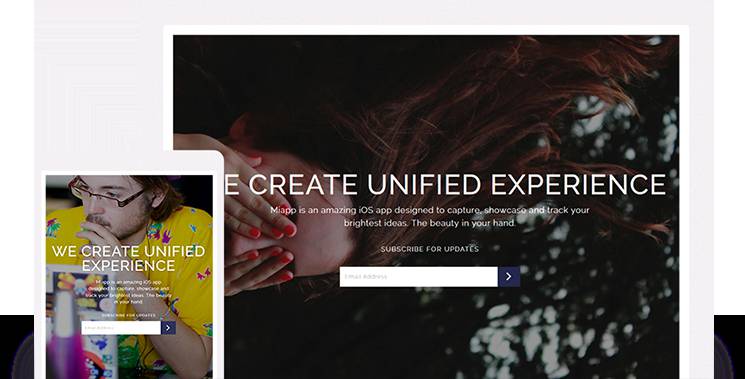 E CREATE UNIFIED EXPERIENCE
Miapp is an amazing iOS app designed to capture, showcase and track your
brightest ideas. The beauty in your hand.
SUBSCRIBE FOR UPDATES
Email Address
WE CREATE UNIFIED
EXPERIENCE
Miapp is an amazing iOS app
designed to capture, showcase and
track your brightest ideas. The beauty
in your hand.
SUBSCRIBE FOR UPDATES
Email Address